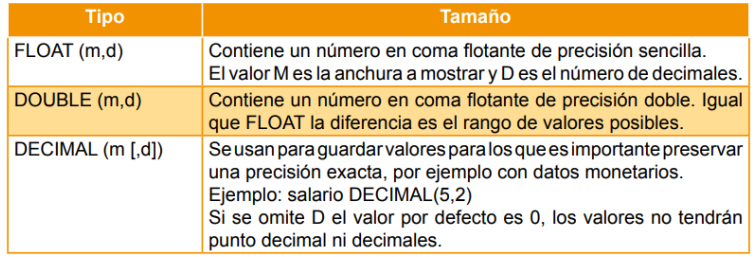 Tipo
Tamaño
FLOAT (m,d)
Contiene un número en coma flotante de precisión sencilla.
El valor M es la anchura a mostrar y D es el número de decimales.
DOUBLE (m,d)
Contiene un número en coma flotante de precisión doble. Igual
que FLOAT la diferencia es el rango de valores posibles.
DECIMAL (m [,d])
Se usan para guardar valores para los que es importante preservar
una precisión exacta, por ejemplo con datos monetarios.
Ejemplo: salario DECIMAL(5,2)
Si se omite D el valor por defecto es 0, los valores no tendrán
punto decimal ni decimales.